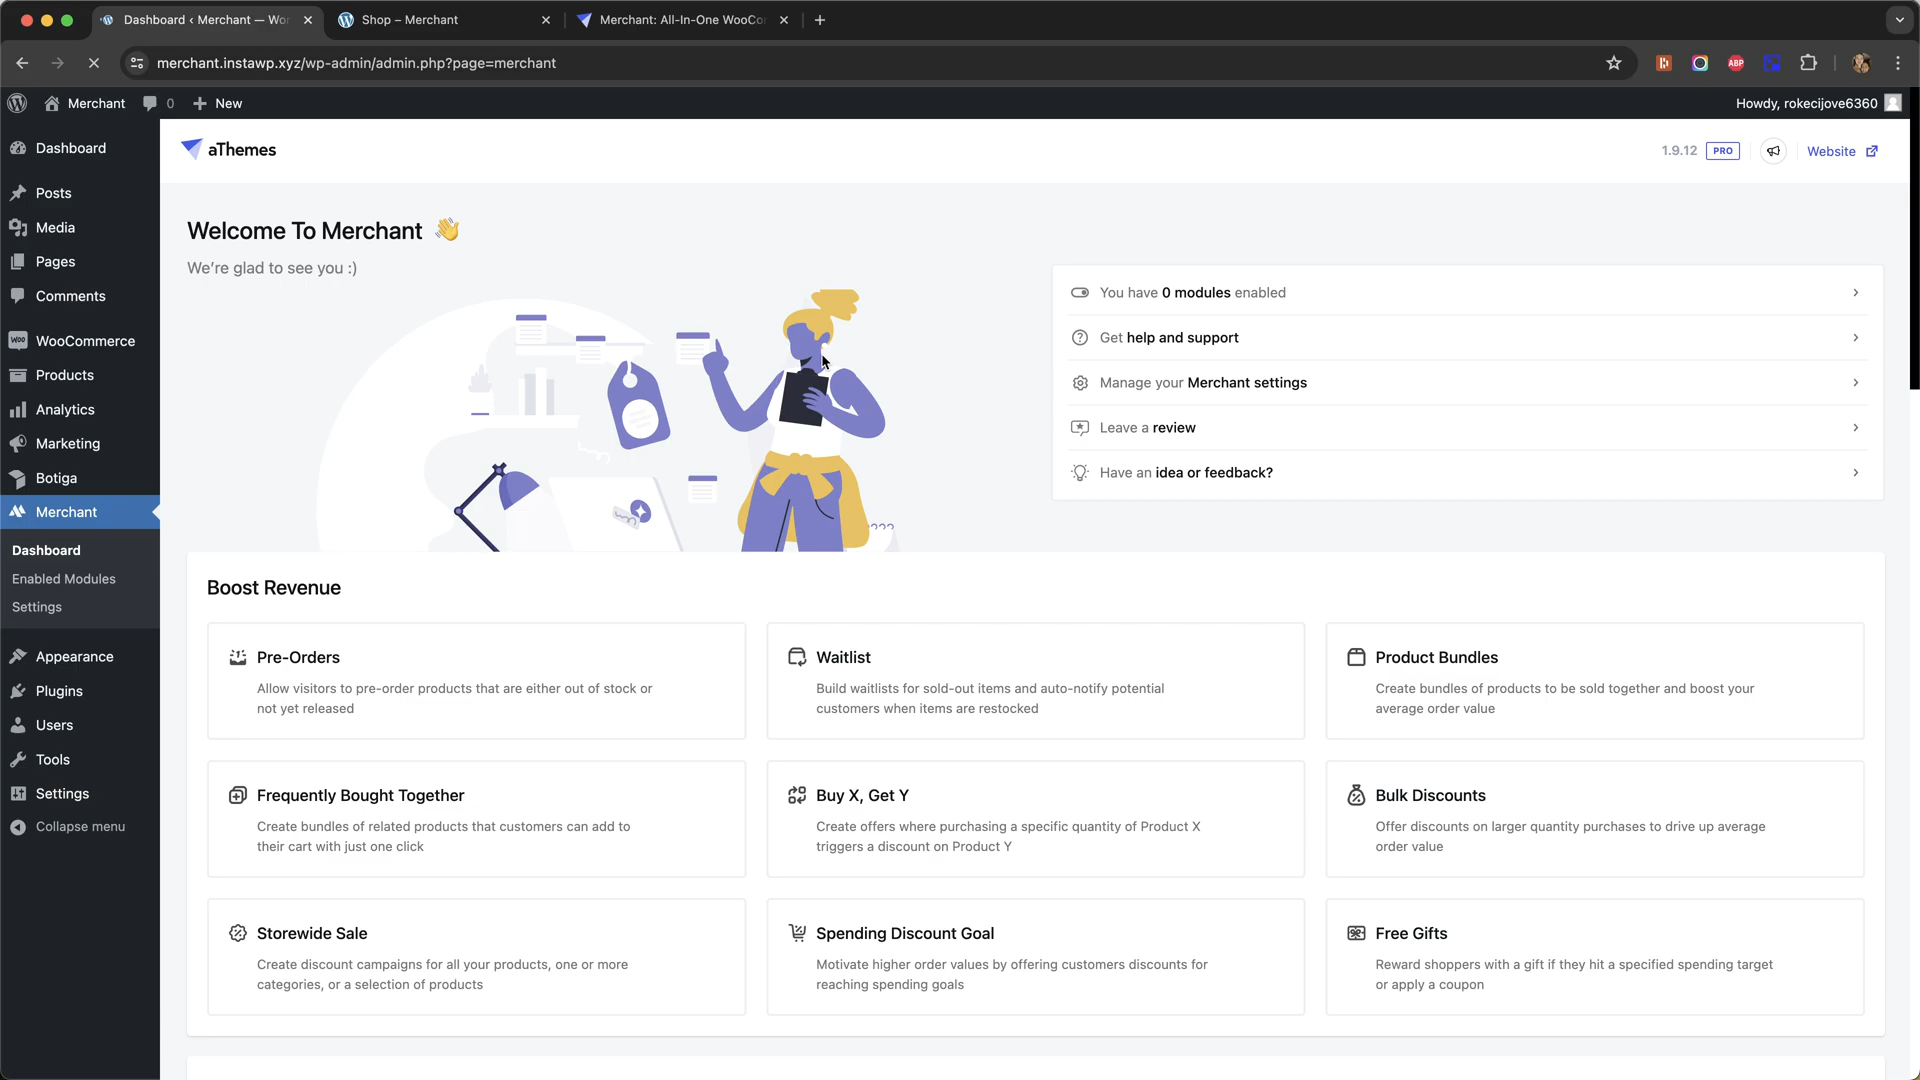 Dashboard ‹ Merchant — Wor
Shop – Merchant
Merchant: All-In-One WooCo
merchant.instawp.xyz/wp-admin/admin.php?page=merchant
ABP
Merchant
0
New
Howdy, rokecijove6360
Dashboard
Posts
Media
Pages
Comments
WooCommerce
Products
Analytics
Marketing
Botiga
Merchant
Dashboard
Enabled Modules
Settings
Appearance
Plugins
Users
Tools
Settings
Collapse menu
aThemes
1.9.12
PRO
Website
Welcome To Merchant 👋
We're glad to see you :)
You have 0 modules enabled
Get help and support
Manage your Merchant settings
Leave a review
Have an idea or feedback?
Boost Revenue
Pre-Orders
Allow visitors to pre-order products that are either out of stock or
not yet released
Waitlist
Build waitlists for sold-out items and auto-notify potential
customers when items are restocked
Product Bundles
Create bundles of products to be sold together and boost your
average order value
Frequently Bought Together
Create bundles of related products that customers can add to
their cart with just one click
Buy X, Get Y
Create offers where purchasing a specific quantity of Product X
triggers a discount on Product Y
Bulk Discounts
Offer discounts on larger quantity purchases to drive up average
order value
Storewide Sale
Create discount campaigns for all your products, one or more
categories, or a selection of products
Spending Discount Goal
Motivate higher order values by offering customers discounts for
reaching spending goals
Free Gifts
Reward shoppers with a gift if they hit a specified spending target
or apply a coupon